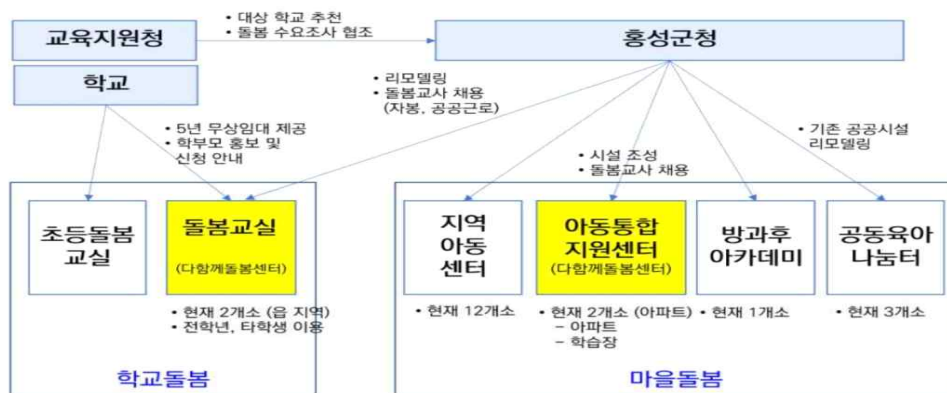 교육지원청
• 대상 학교 추천
• 돌봄 수요조사 협조
홍성군청
학교
• 5년 무상임대 제공
• 학부모 홍보 및
신청 안내
• 리모델링
• 돌봄교사 채용
(자봉, 공공근로)
• 시설 조성
• 돌봄교사 채용
• 기존 공공시설
리모델링
초등돌봄
교실
돌봄교실
(다함께돌봄센터)
• 현재 2개소 (읍 지역)
• 전학년, 타학생 이용
학교돌봄
지역
아동
센터
• 현재 12개소
아동통합
지원센터
(다함께돌봄센터)
• 현재 2개소 (아파트)
– 아파트
– 학습장
방과후
아카데미
• 현재 1개소
공동육아
나눔터
• 현재 3개소
마을돌봄